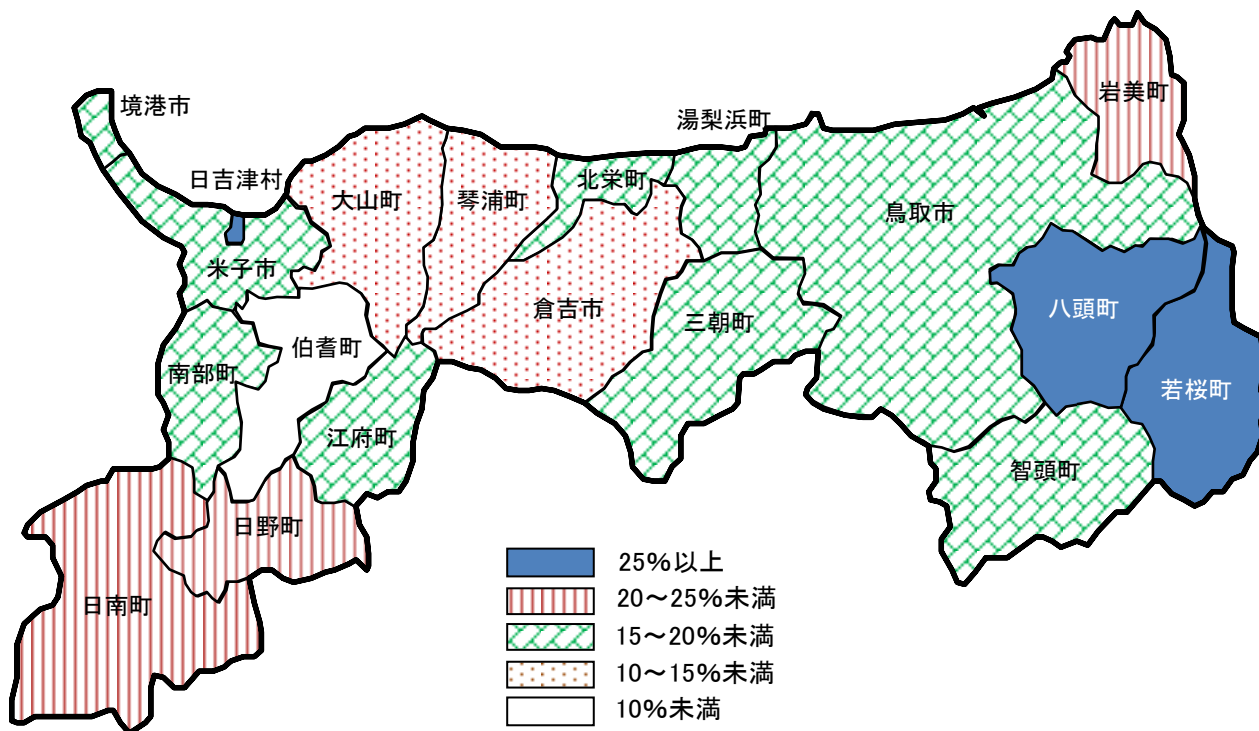 境港市
岩美町
湯梨浜町
日吉津村
北栄町
大山町
琴浦町
鳥取市
米子市
倉吉市
八頭町
三朝町
伯耆町
南部町
若桜町
江府町
智頭町
日野町
日南町
25%以上
20~25%未満
15~20%未満
10~15%未満
10%未満